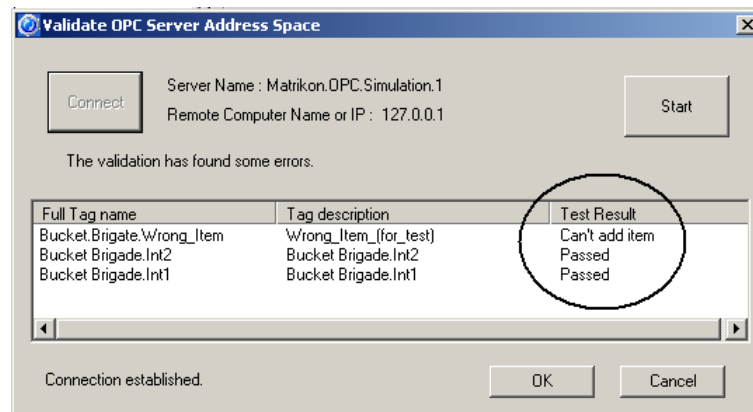 Validate OPC Server Address Space
Connect
Server Name : Matrikon.OPC.Simulation.1
Remote Computer Name or IP : 127.0.0.1
Start
The validation has found some errors.
Full Tag name Tag description Test Result
Bucket.Brigate.Wrong_Item Wrong_Item_(for_test) Can't add item
Bucket Brigade.Int2 Bucket Brigade.Int2 Passed
Bucket Brigade.Int1 Bucket Brigade.Int1 Passed
Connection established.
OK
Cancel